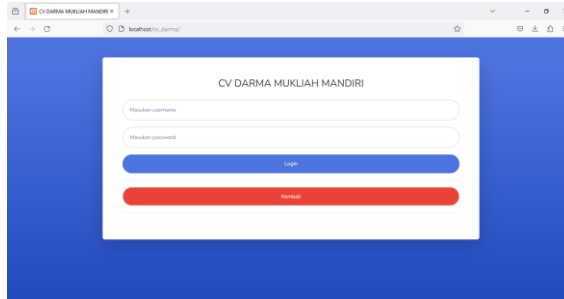 CV DARMA MUKLIAH MANDIRI
localhost/cv_darma/
CV DARMA MUKLIAH MANDIRI
Masukan username
Masukan password
Login
Kembali